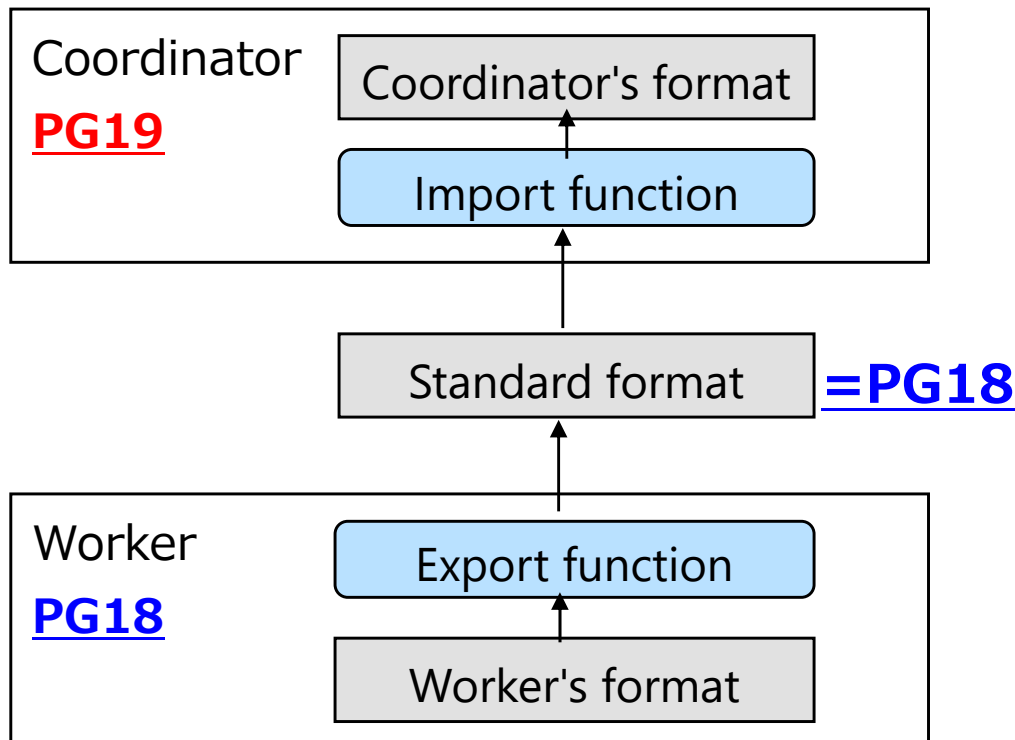 Coordinator
PG19
Coordinator's format
Import function
Standard format
=PG18
Worker
PG18
Export function
Worker's format